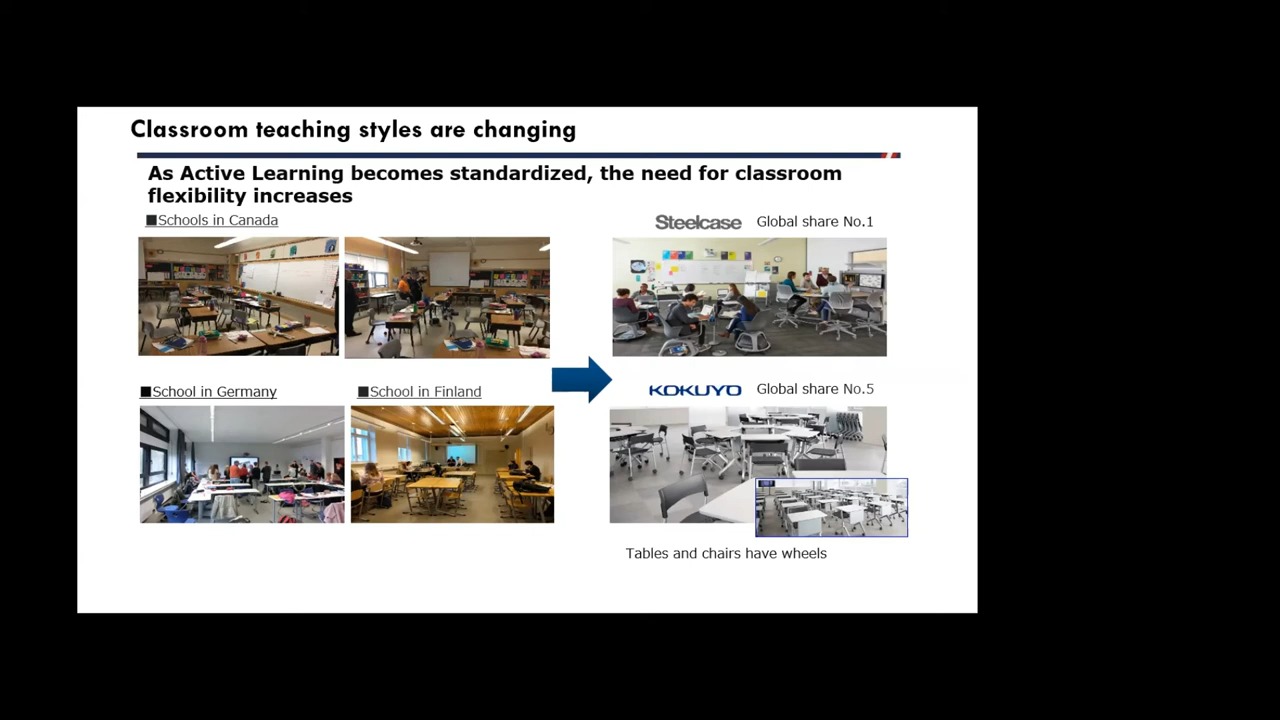 Classroom teaching styles are changing
As Active Learning becomes standardized, the need for classroom
flexibility increases
■Schools in Canada
Steelcase Global share No.1
■School in Germany
■School in Finland
KOKUYO Global share No.5
Tables and chairs have wheels